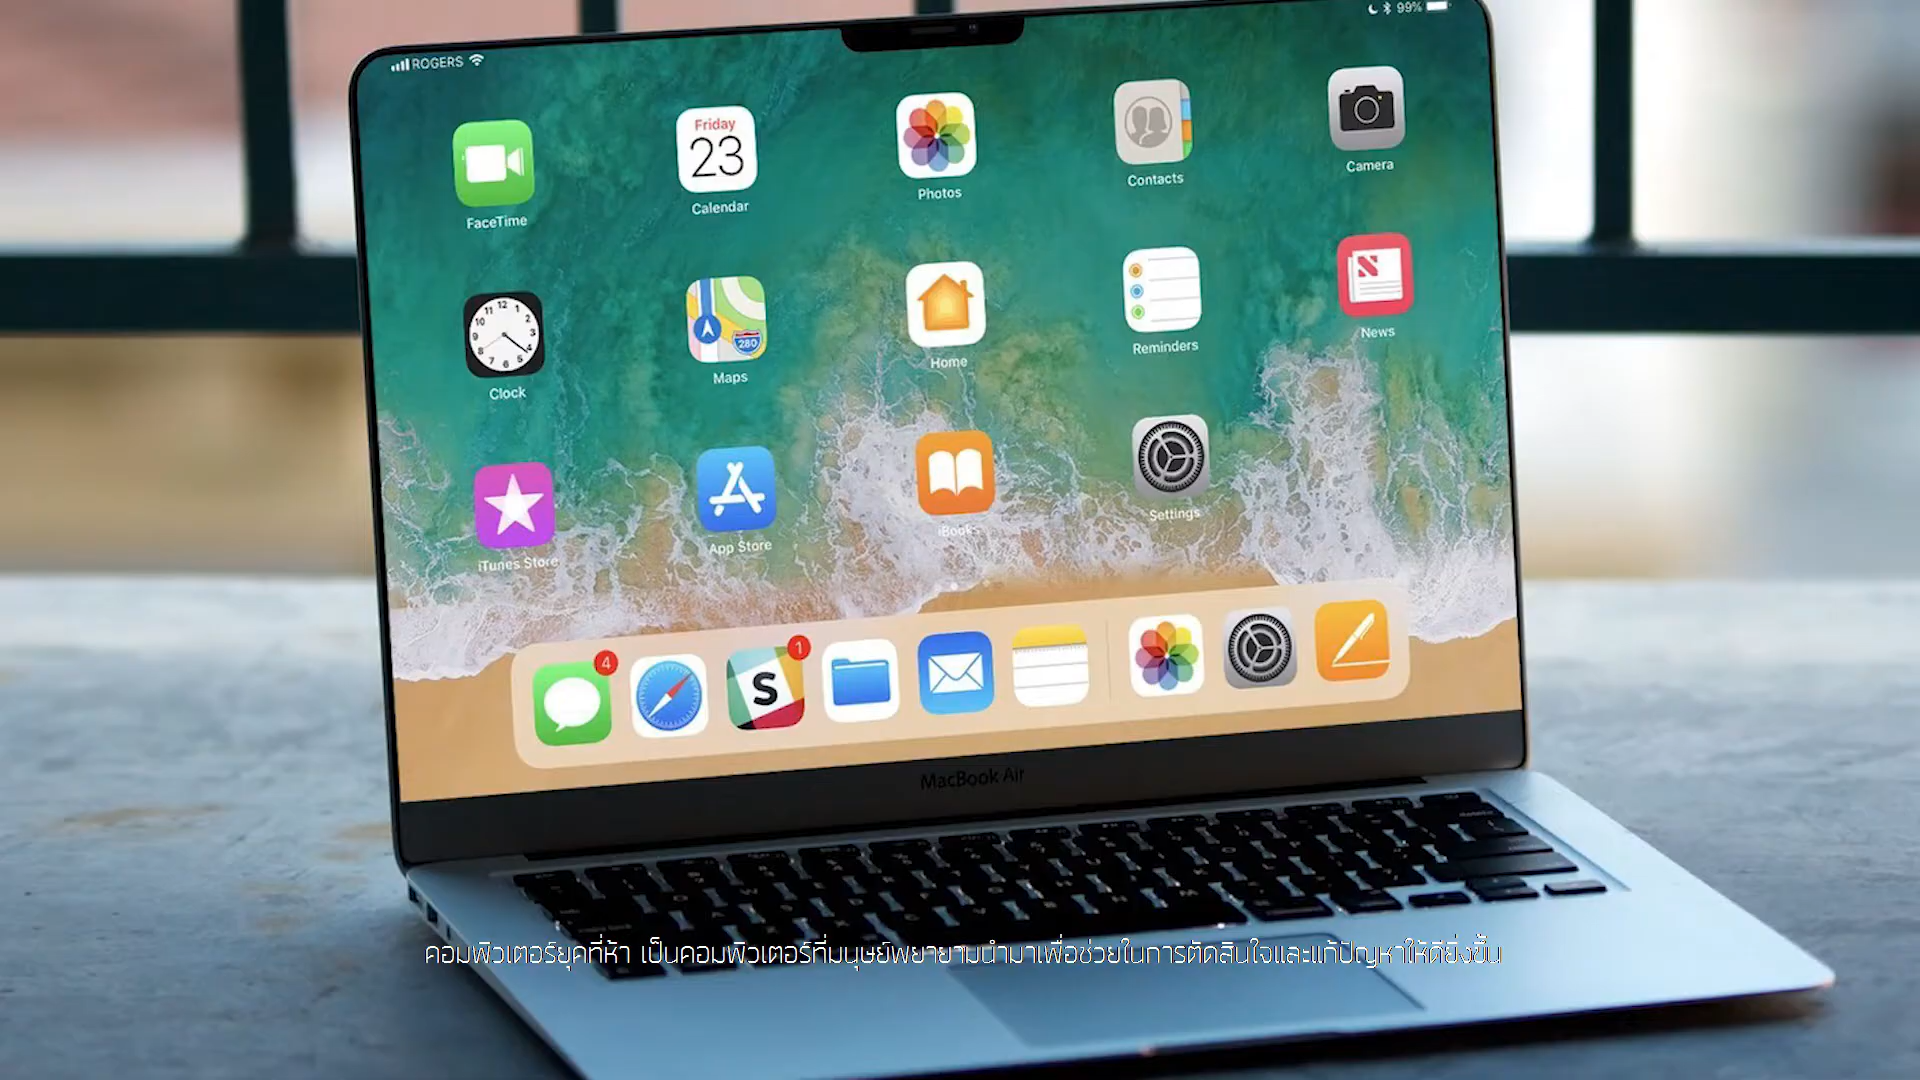 ROGERS
99%
FaceTime
Friday
23
Calendar
Photos
Contacts
Camera
Clock
280
Maps
Home
Reminders
News
iTunes Store
App Store
iBooks
Settings
4
S
1
MacBook Air
คอมพิวเตอร์ยุคที่ห้า เป็นคอมพิวเตอร์ที่มนุษย์พยายามนำมาเพื่อช่วยในการตัดสินใจและแก้ปัญหาให้ดียิ่งขึ้น